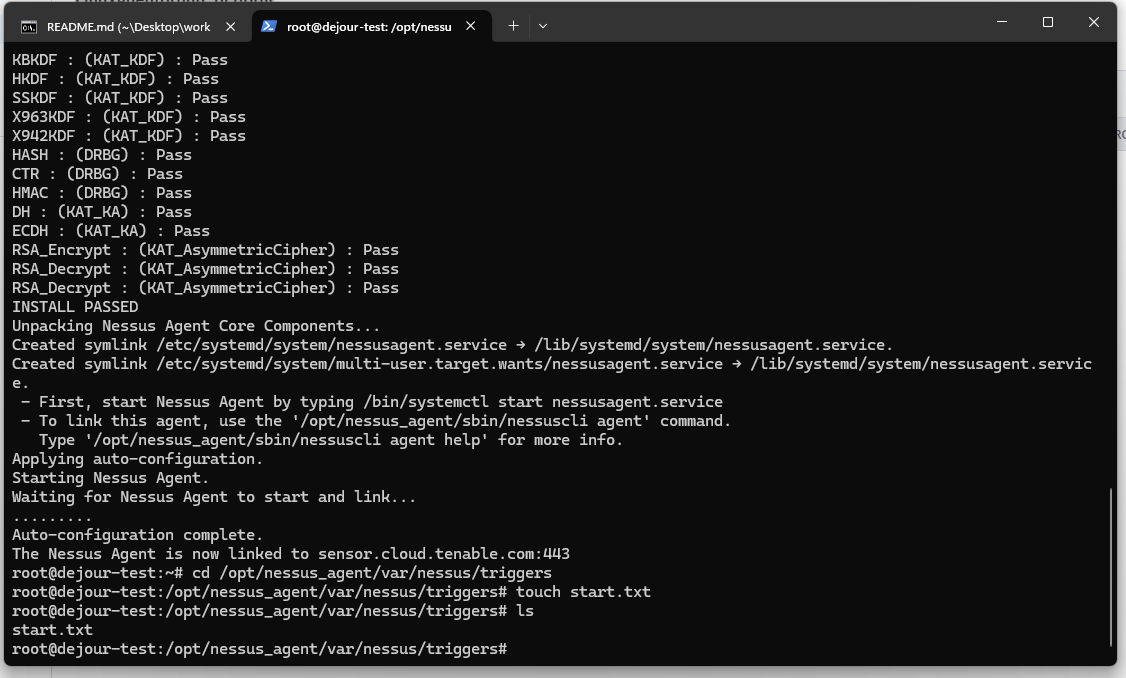 README.md (~\Desktop\work
root@dejour-test: /opt/nessu
KBKDF : (KAT_KDF) : Pass
HKDF : (KAT_KDF) : Pass
SSKDF : (KAT_KDF) : Pass
X963KDF : (KAT_KDF) : Pass
X942KDF : (KAT_KDF) : Pass
HASH : (DRBG) : Pass
CTR : (DRBG) : Pass
HMAC : (DRBG) : Pass
DH : (KAT_KA) : Pass
ECDH : (KAT_KA) : Pass
RSA_Encrypt : (KAT_AsymmetricCipher) : Pass
RSA_Decrypt : (KAT_AsymmetricCipher) : Pass
RSA_Decrypt : (KAT_AsymmetricCipher) : Pass
INSTALL PASSED
Unpacking Nessus Agent Core Components...
Created symlink /etc/systemd/system/nessusagent.service → /lib/systemd/system/nessusagent.service.
Created symlink /etc/systemd/system/multi-user.target.wants/nessusagent.service → /lib/systemd/system/nessusagent.servic
e.
 - First, start Nessus Agent by typing /bin/systemctl start nessusagent.service
 - To link this agent, use the '/opt/nessus_agent/sbin/nessuscli agent' command.
   Type '/opt/nessus_agent/sbin/nessuscli agent help' for more info.
Applying auto-configuration.
Starting Nessus Agent.
Waiting for Nessus Agent to start and link...
.........
Auto-configuration complete.
The Nessus Agent is now linked to sensor.cloud.tenable.com:443
root@dejour-test:~# cd /opt/nessus_agent/var/nessus/triggers
root@dejour-test:/opt/nessus_agent/var/nessus/triggers# touch start.txt
root@dejour-test:/opt/nessus_agent/var/nessus/triggers# ls
start.txt
root@dejour-test:/opt/nessus_agent/var/nessus/triggers#